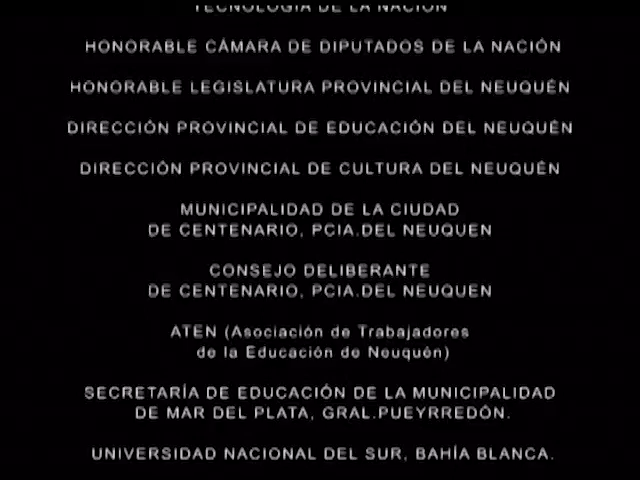 TECNOLOGÍA DE LA NACIÓN
HONORABLE CÁMARA DE DIPUTADOS DE LA NACIÓN
HONORABLE LEGISLATURA PROVINCIAL DEL NEUQUÉN
DIRECCIÓN PROVINCIAL DE EDUCACIÓN DEL NEUQUÉN
DIRECCIÓN PROVINCIAL DE CULTURA DEL NEUQUÉN
MUNICIPALIDAD DE LA CIUDAD
DE CENTENARIO, PCIA.DEL NEUQUEN
CONSEJO DELIBERANTE
DE CENTENARIO, PCIA.DEL NEUQUEN
ATEN (Asociación de Trabajadores
de la Educación de Neuquén)
SECRETARÍA DE EDUCACIÓN DE LA MUNICIPALIDAD
DE MAR DEL PLATA, GRAL.PUEYRREDÓN.
UNIVERSIDAD NACIONAL DEL SUR, BAHÍA BLANCA.